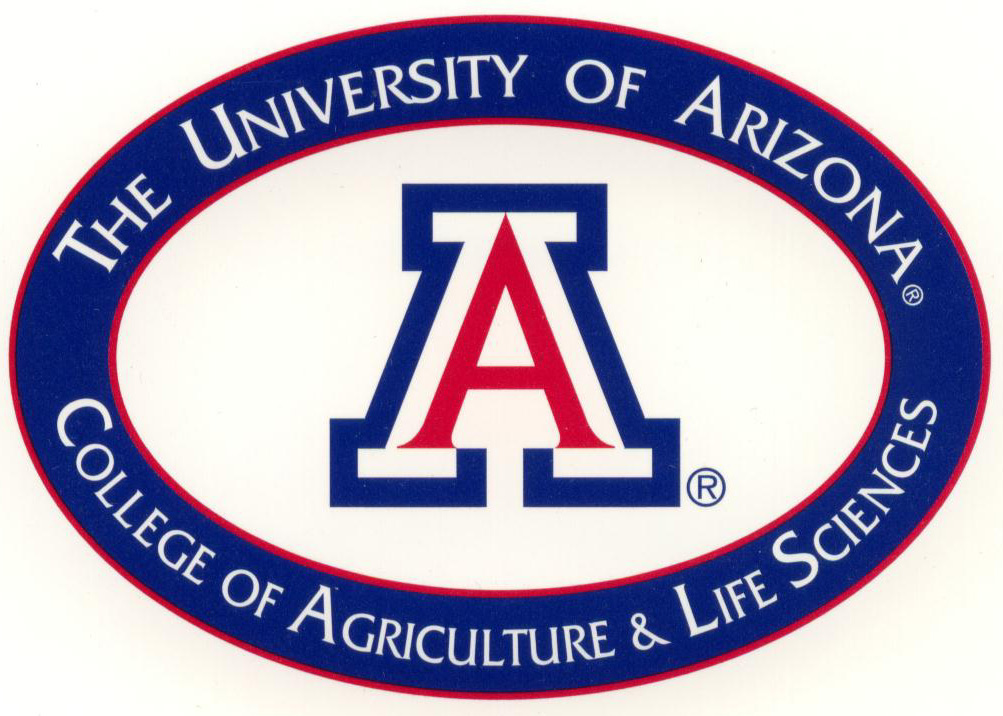 THE UNIVERSITY OF ARIZONA®
A®
COLLEGE OF AGRICULTURE & LIFE SCIENCES